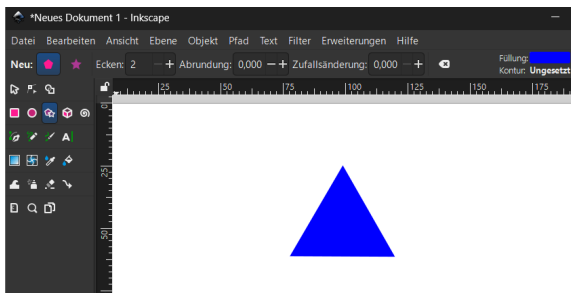 *Neues Dokument 1 - Inkscape
Datei Bearbeiten Ansicht Ebene Objekt Pfad Text Filter Erweiterungen Hilfe
Neu: Ecken: 2 − + Abrundung: 0,000 − + Zufallsänderung: 0,000 − + Füllung:
Kontur: Ungesetzt
25 50 75 100 125 150 175
0
A
25
50